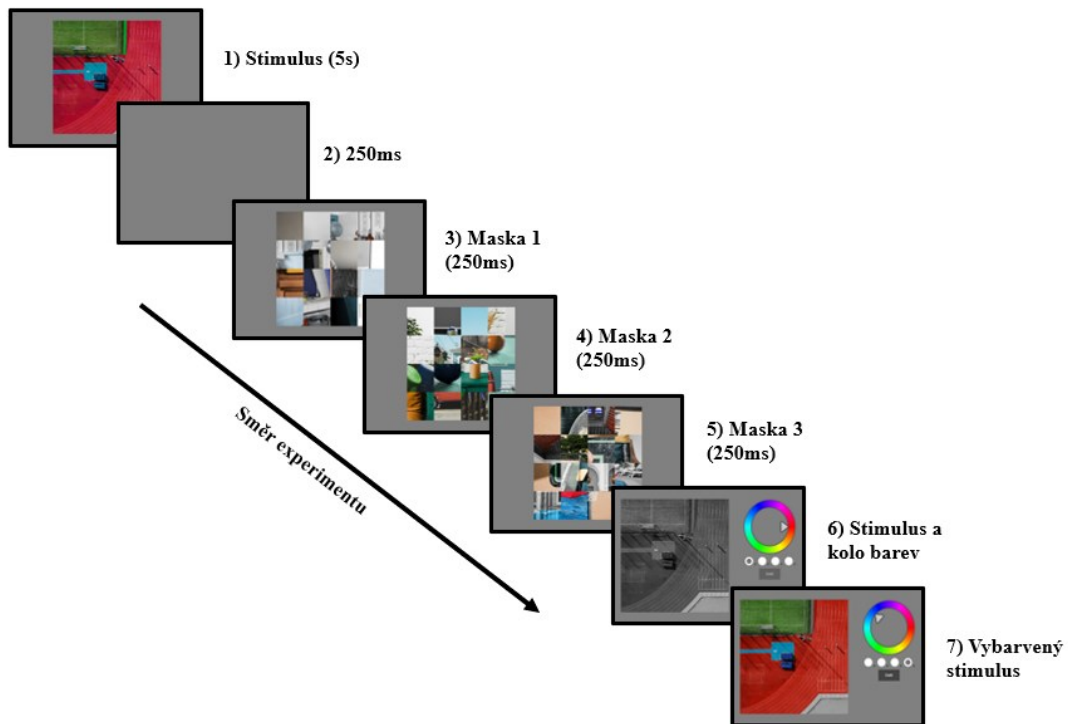 1) Stimulus (5s)
2) 250ms
3) Maska 1
(250ms)
4) Maska 2
(250ms)
5) Maska 3
(250ms)
Směr experimentu
6) Stimulus a
kolo barev
7) Vybarvený
stimulus